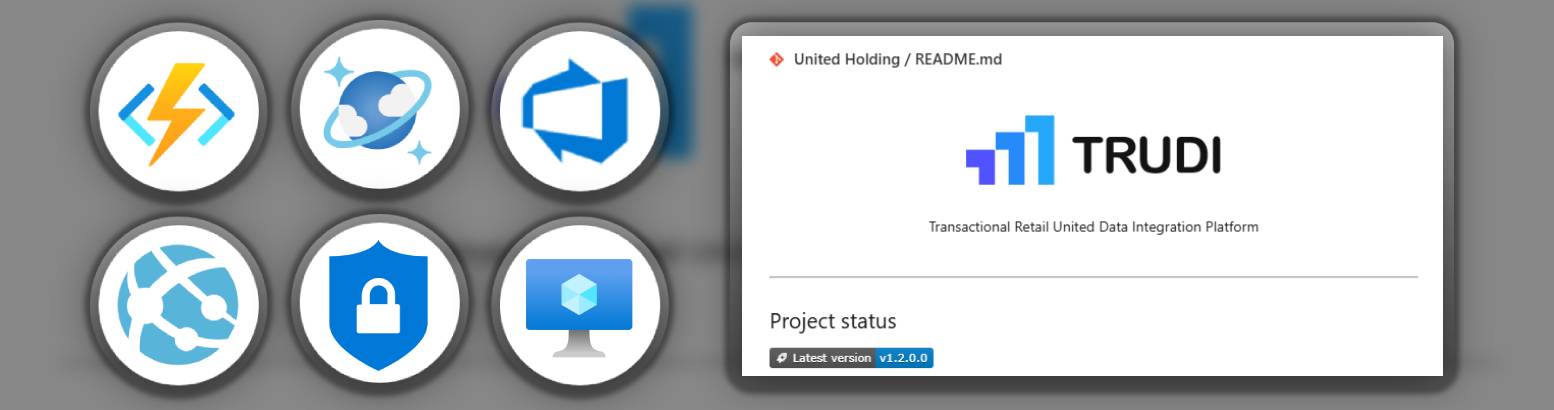 United Holding / README.md
TRUDI
Transactional Retail United Data Integration Platform
Project status
Latest version v1.2.0.0